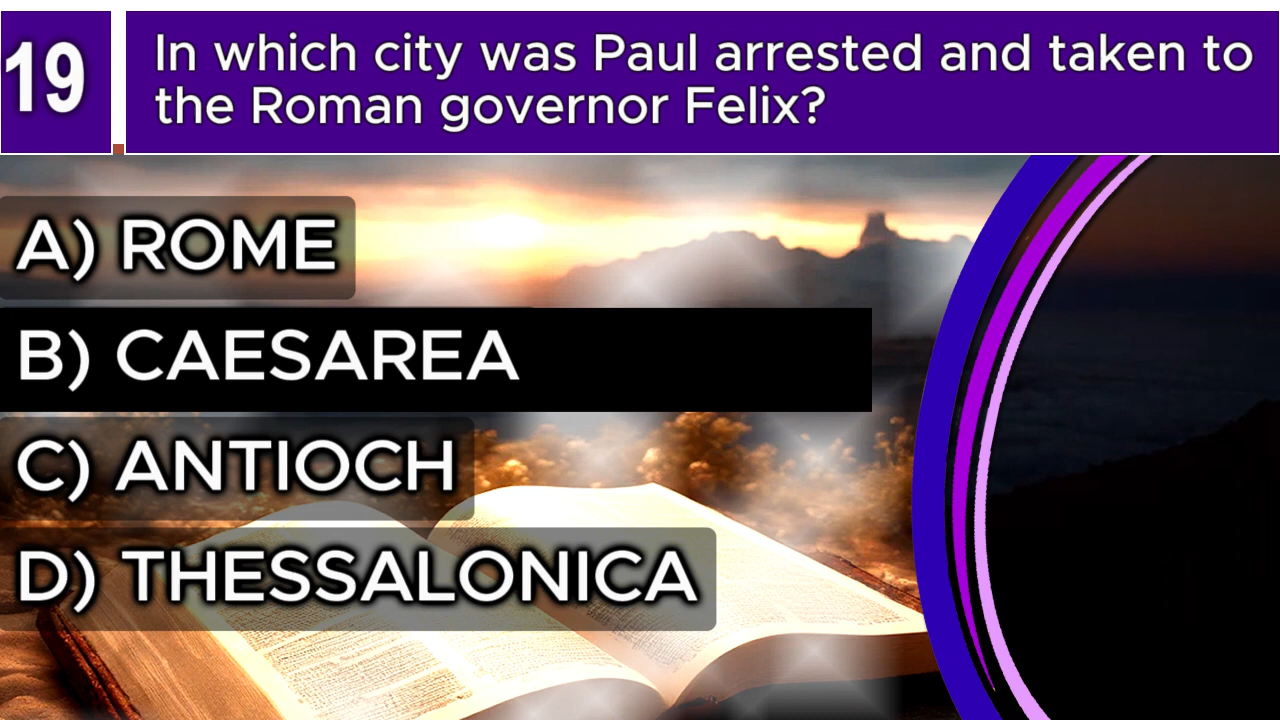 19
In which city was Paul arrested and taken to
the Roman governor Felix?
A) ROME
B) CAESAREA
C) ANTIOCH
D) THESSALONICA